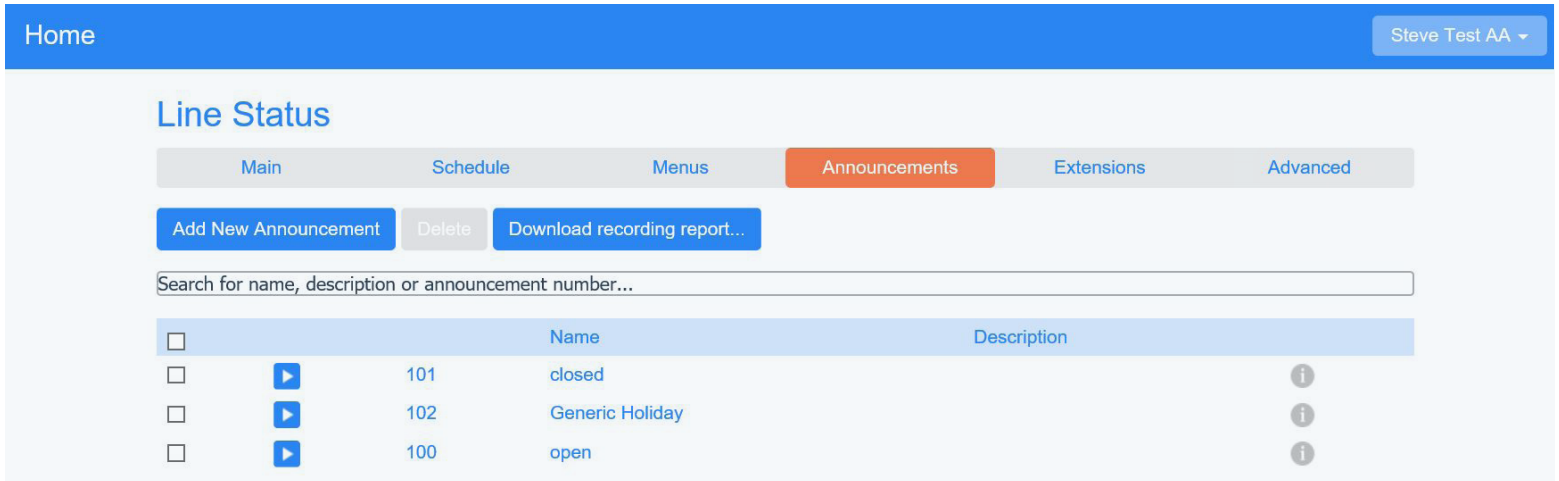 Home Steve Test AA
Line Status
Main Schedule Menus Announcements Extensions Advanced
Add New Announcement Delete Download recording report...
Search for name, description or announcement number...
Name Description
101 closed
102 Generic Holiday
100 open